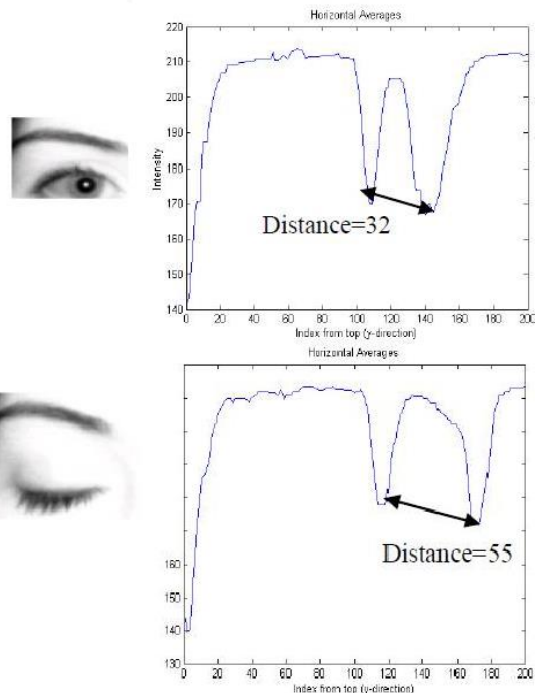 Horizontal Averages
220
210
200
190
180
170
160
150
140
Intensity
Distance=32
0 20 40 60 80 100 120 140 160 180 200
Index from top (y-direction)
Horizontal Averages
160
150
140
130
Distance=55
0 20 40 60 80 100 120 140 160 180 200
Index from top (y-direction)